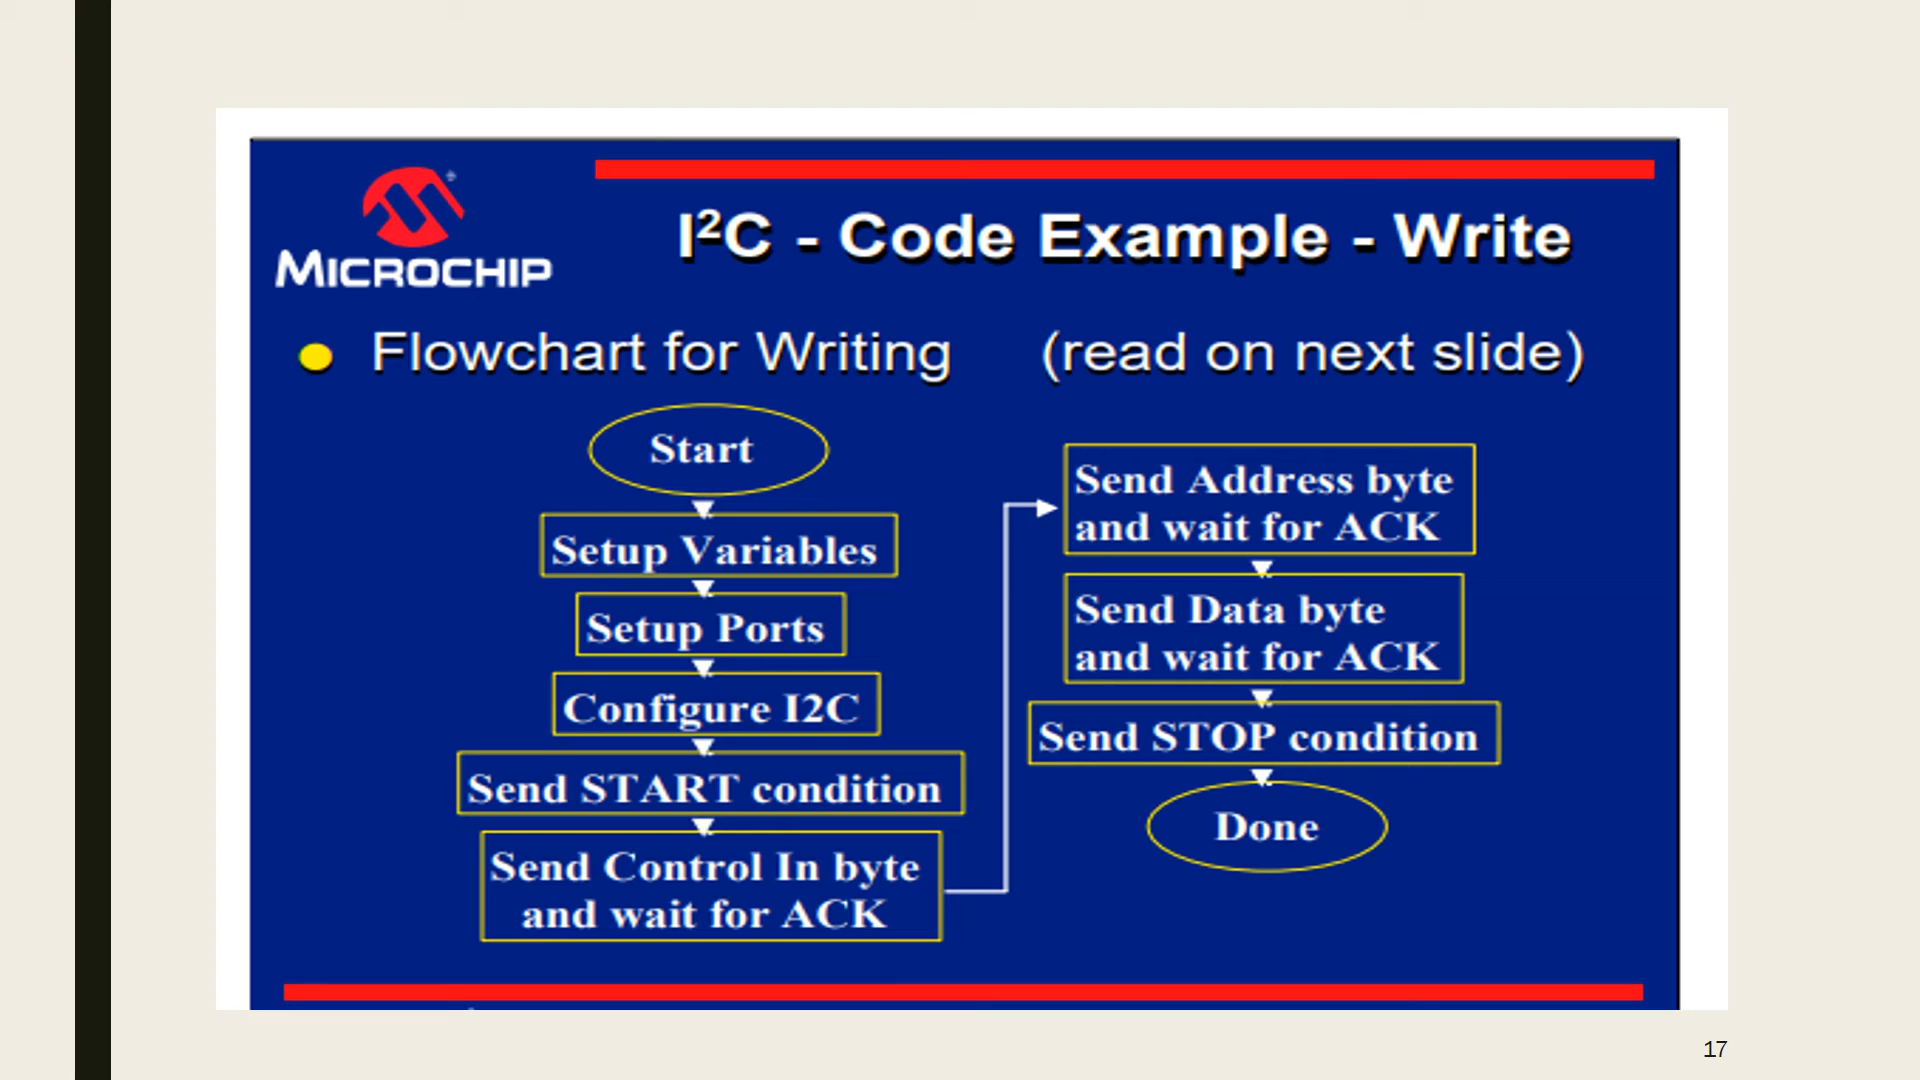 MICROCHIP
I²C - Code Example - Write
Flowchart for Writing (read on next slide)
Start
Setup Variables
Setup Ports
Configure I2C
Send START condition
Send Control In byte
and wait for ACK
Send Address byte
and wait for ACK
Send Data byte
and wait for ACK
Send STOP condition
Done
17